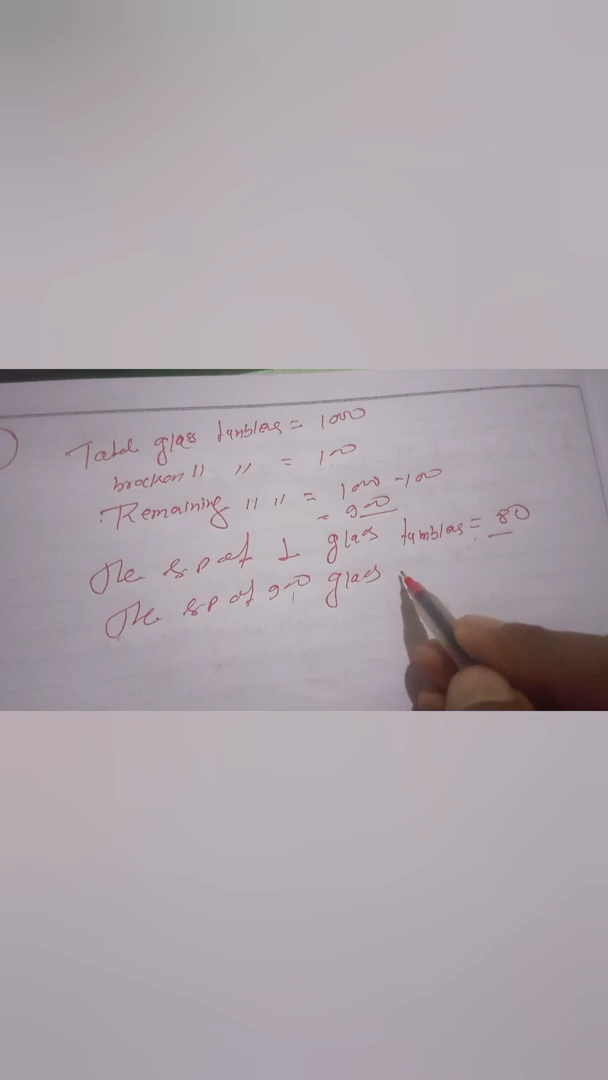 Total glass tumblers = 1000
brocken " " = 100
Remaining " " = 1000 - 100
= 900
The s.p of 1 glass tumblers = 80
The s.p of 900 glass